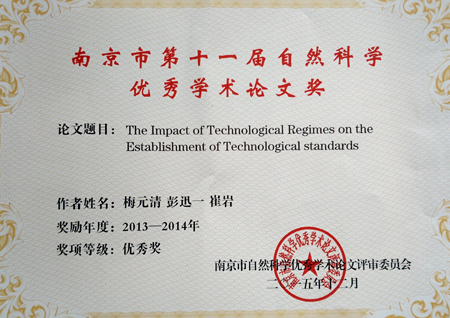 南京市第十一届自然科学
优秀学术论文奖
论文题目： The Impact of Technological Regimes on the
Establishment of Technological standards
作者姓名：梅元清 彭迅一 崔岩
奖励年度：2013—2014年
奖项等级：优秀奖
南京市自然科学优秀学术论文评审委员会
二〇一五年十二月